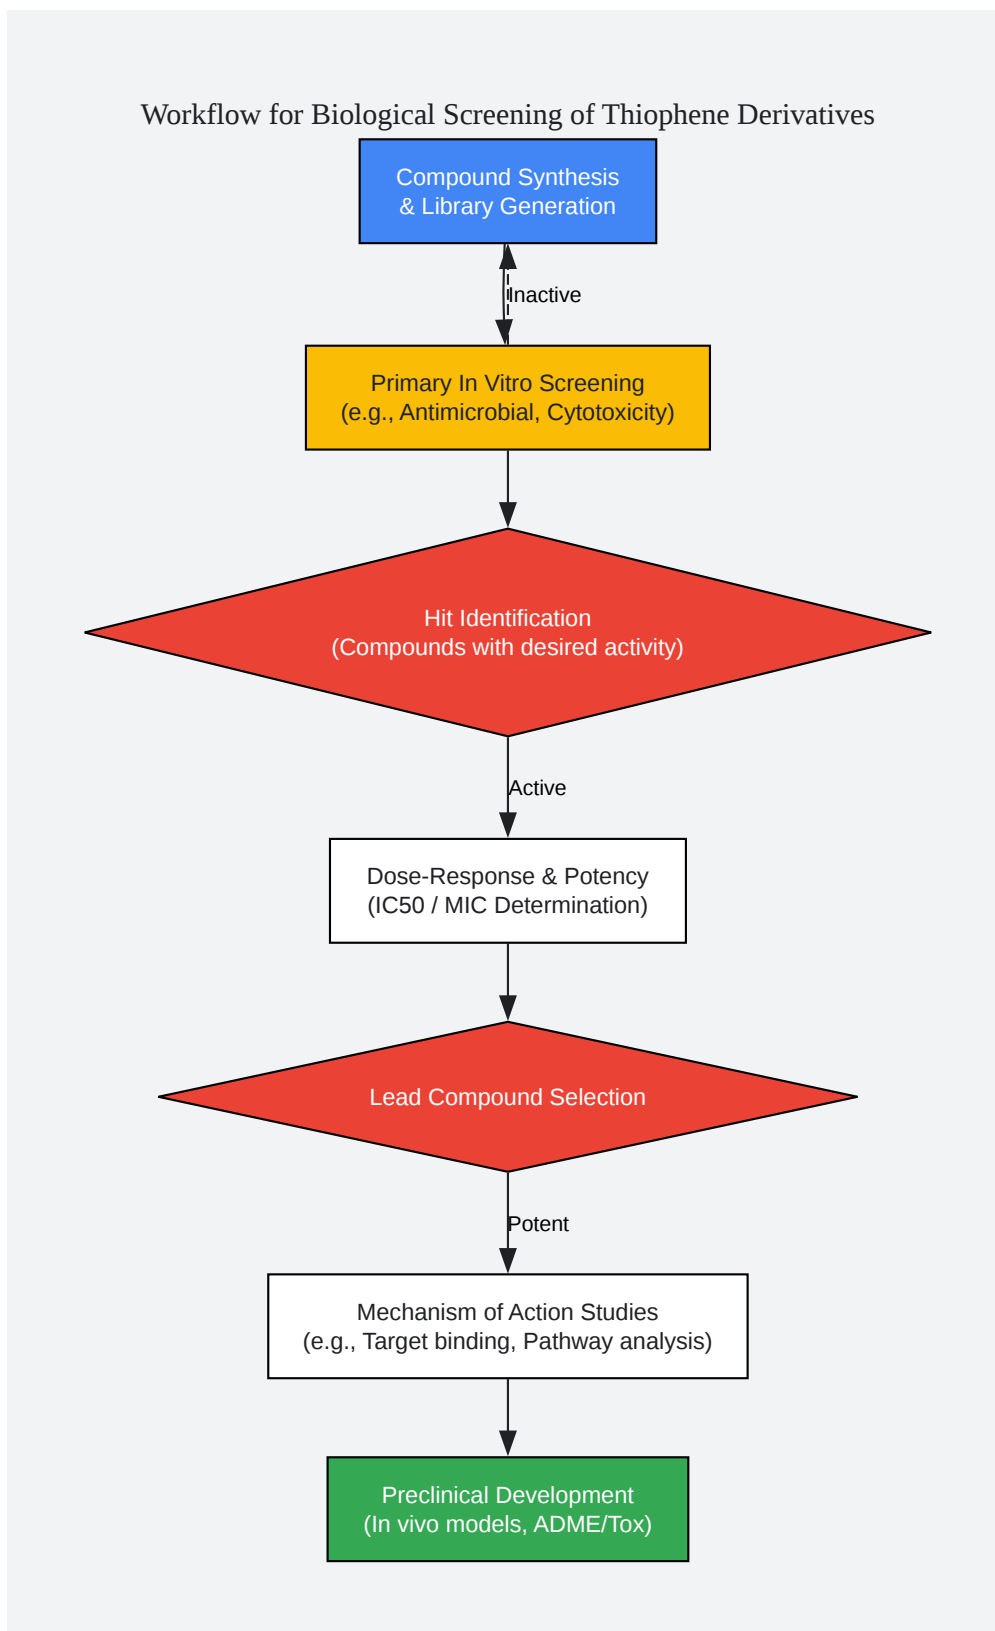 Workflow for Biological Screening of Thiophene Derivatives
Compound Synthesis
& Library Generation
Inactive
Primary In Vitro Screening
(e.g., Antimicrobial, Cytotoxicity)
Hit Identification
(Compounds with desired activity)
Active
Dose-Response & Potency
(IC50 / MIC Determination)
Lead Compound Selection
Potent
Mechanism of Action Studies
(e.g., Target binding, Pathway analysis)
Preclinical Development
(In vivo models, ADME/Tox)